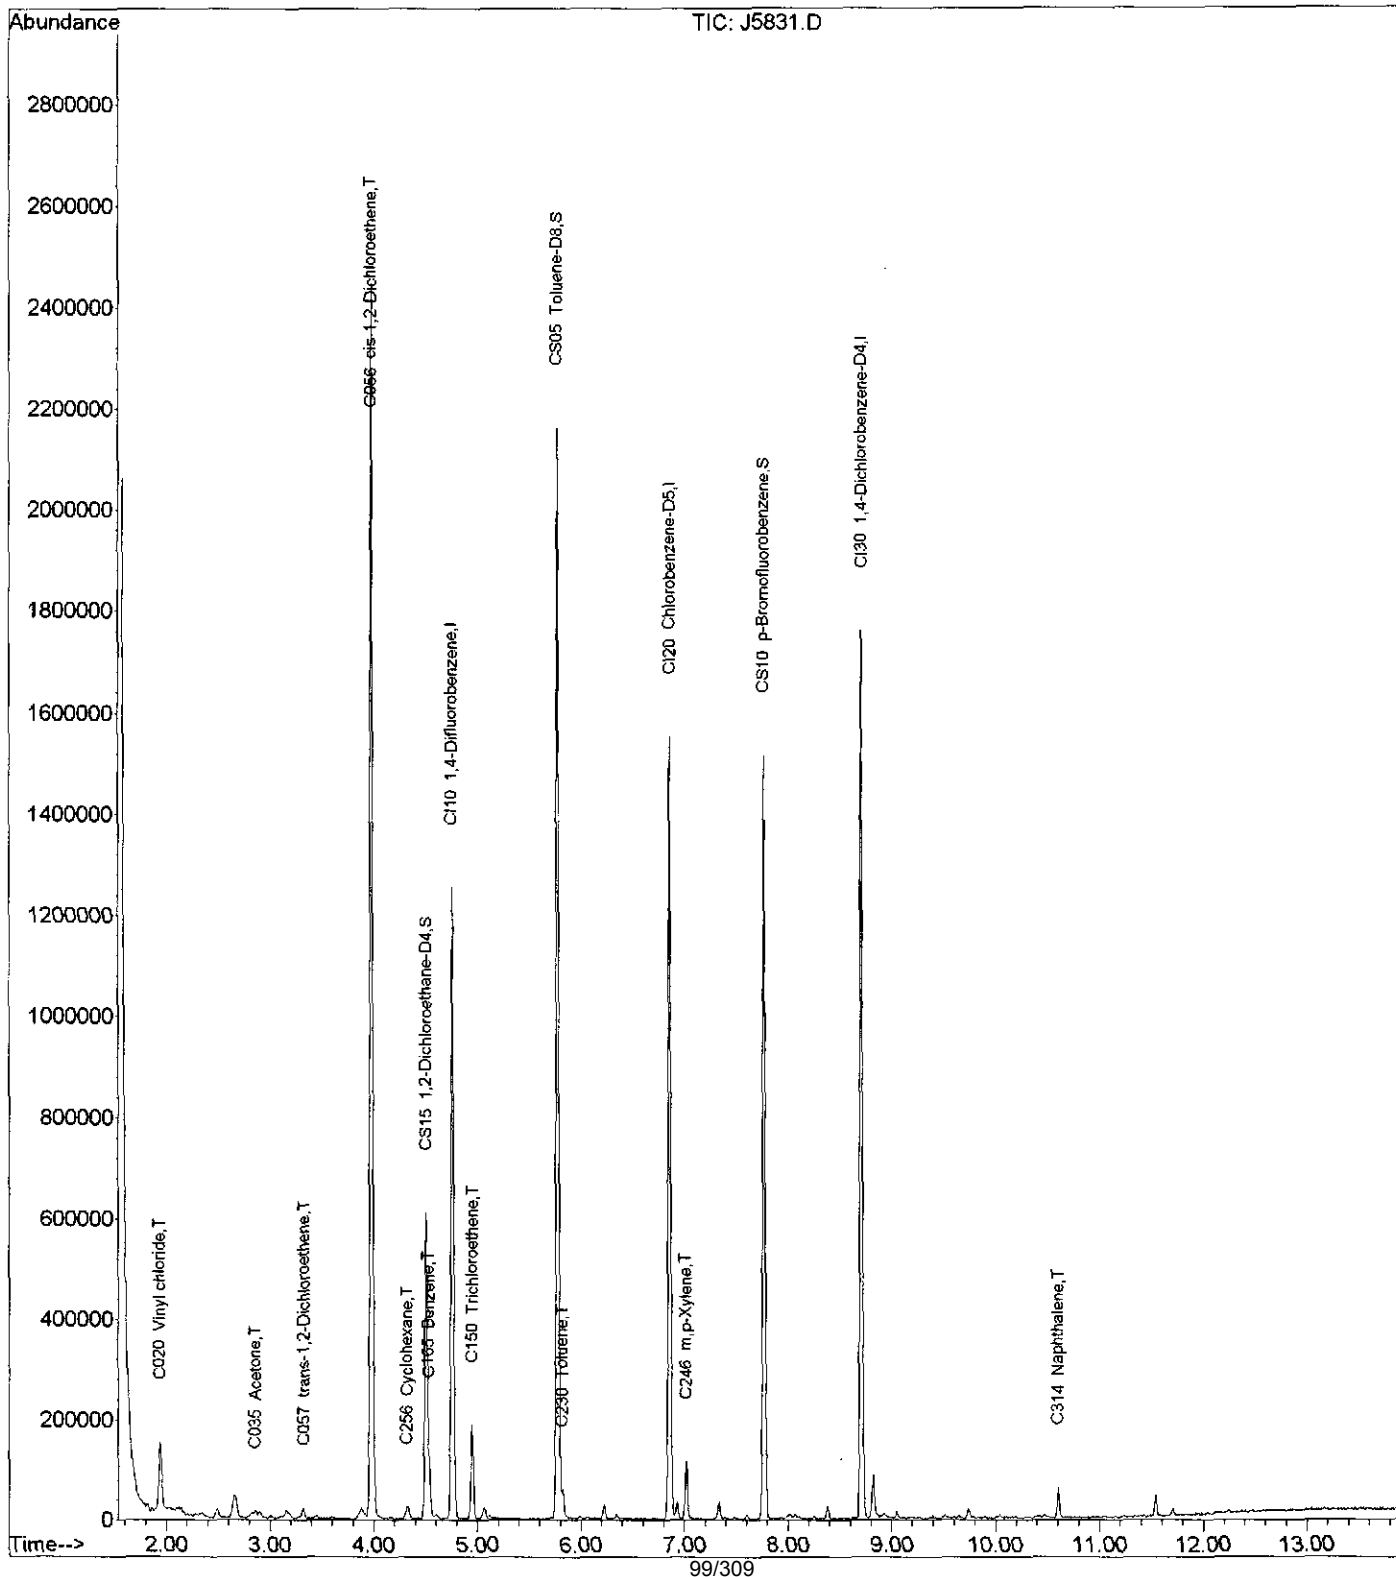 Abundance
TIC: J5831.D
2800000
2600000
2400000
2200000
2000000
1800000
1600000
1400000
1200000
1000000
800000
600000
400000
200000
0
C020 Vinyl chloride,T
C035 Acetone,T
C057 trans-1,2-Dichloroethene,T
C056 cis-1,2-Dichloroethene,T
C256 Cyclohexane,T
CS15 1,2-Dichloroethane-D4,S
C165 Benzene,T
CI10 1,4-Difluorobenzene,I
C150 Trichloroethene,T
CS05 Toluene-D8,S
C230 Toluene,T
CI20 Chlorobenzene-D5,I
C246 m,p-Xylene,T
CS10 p-Bromofluorobenzene,S
CI30 1,4-Dichlorobenzene-D4,I
C314 Naphthalene,T
Time-->
2.00 3.00 4.00 5.00 6.00 7.00 8.00 9.00 10.00 11.00 12.00 13.00
99/309